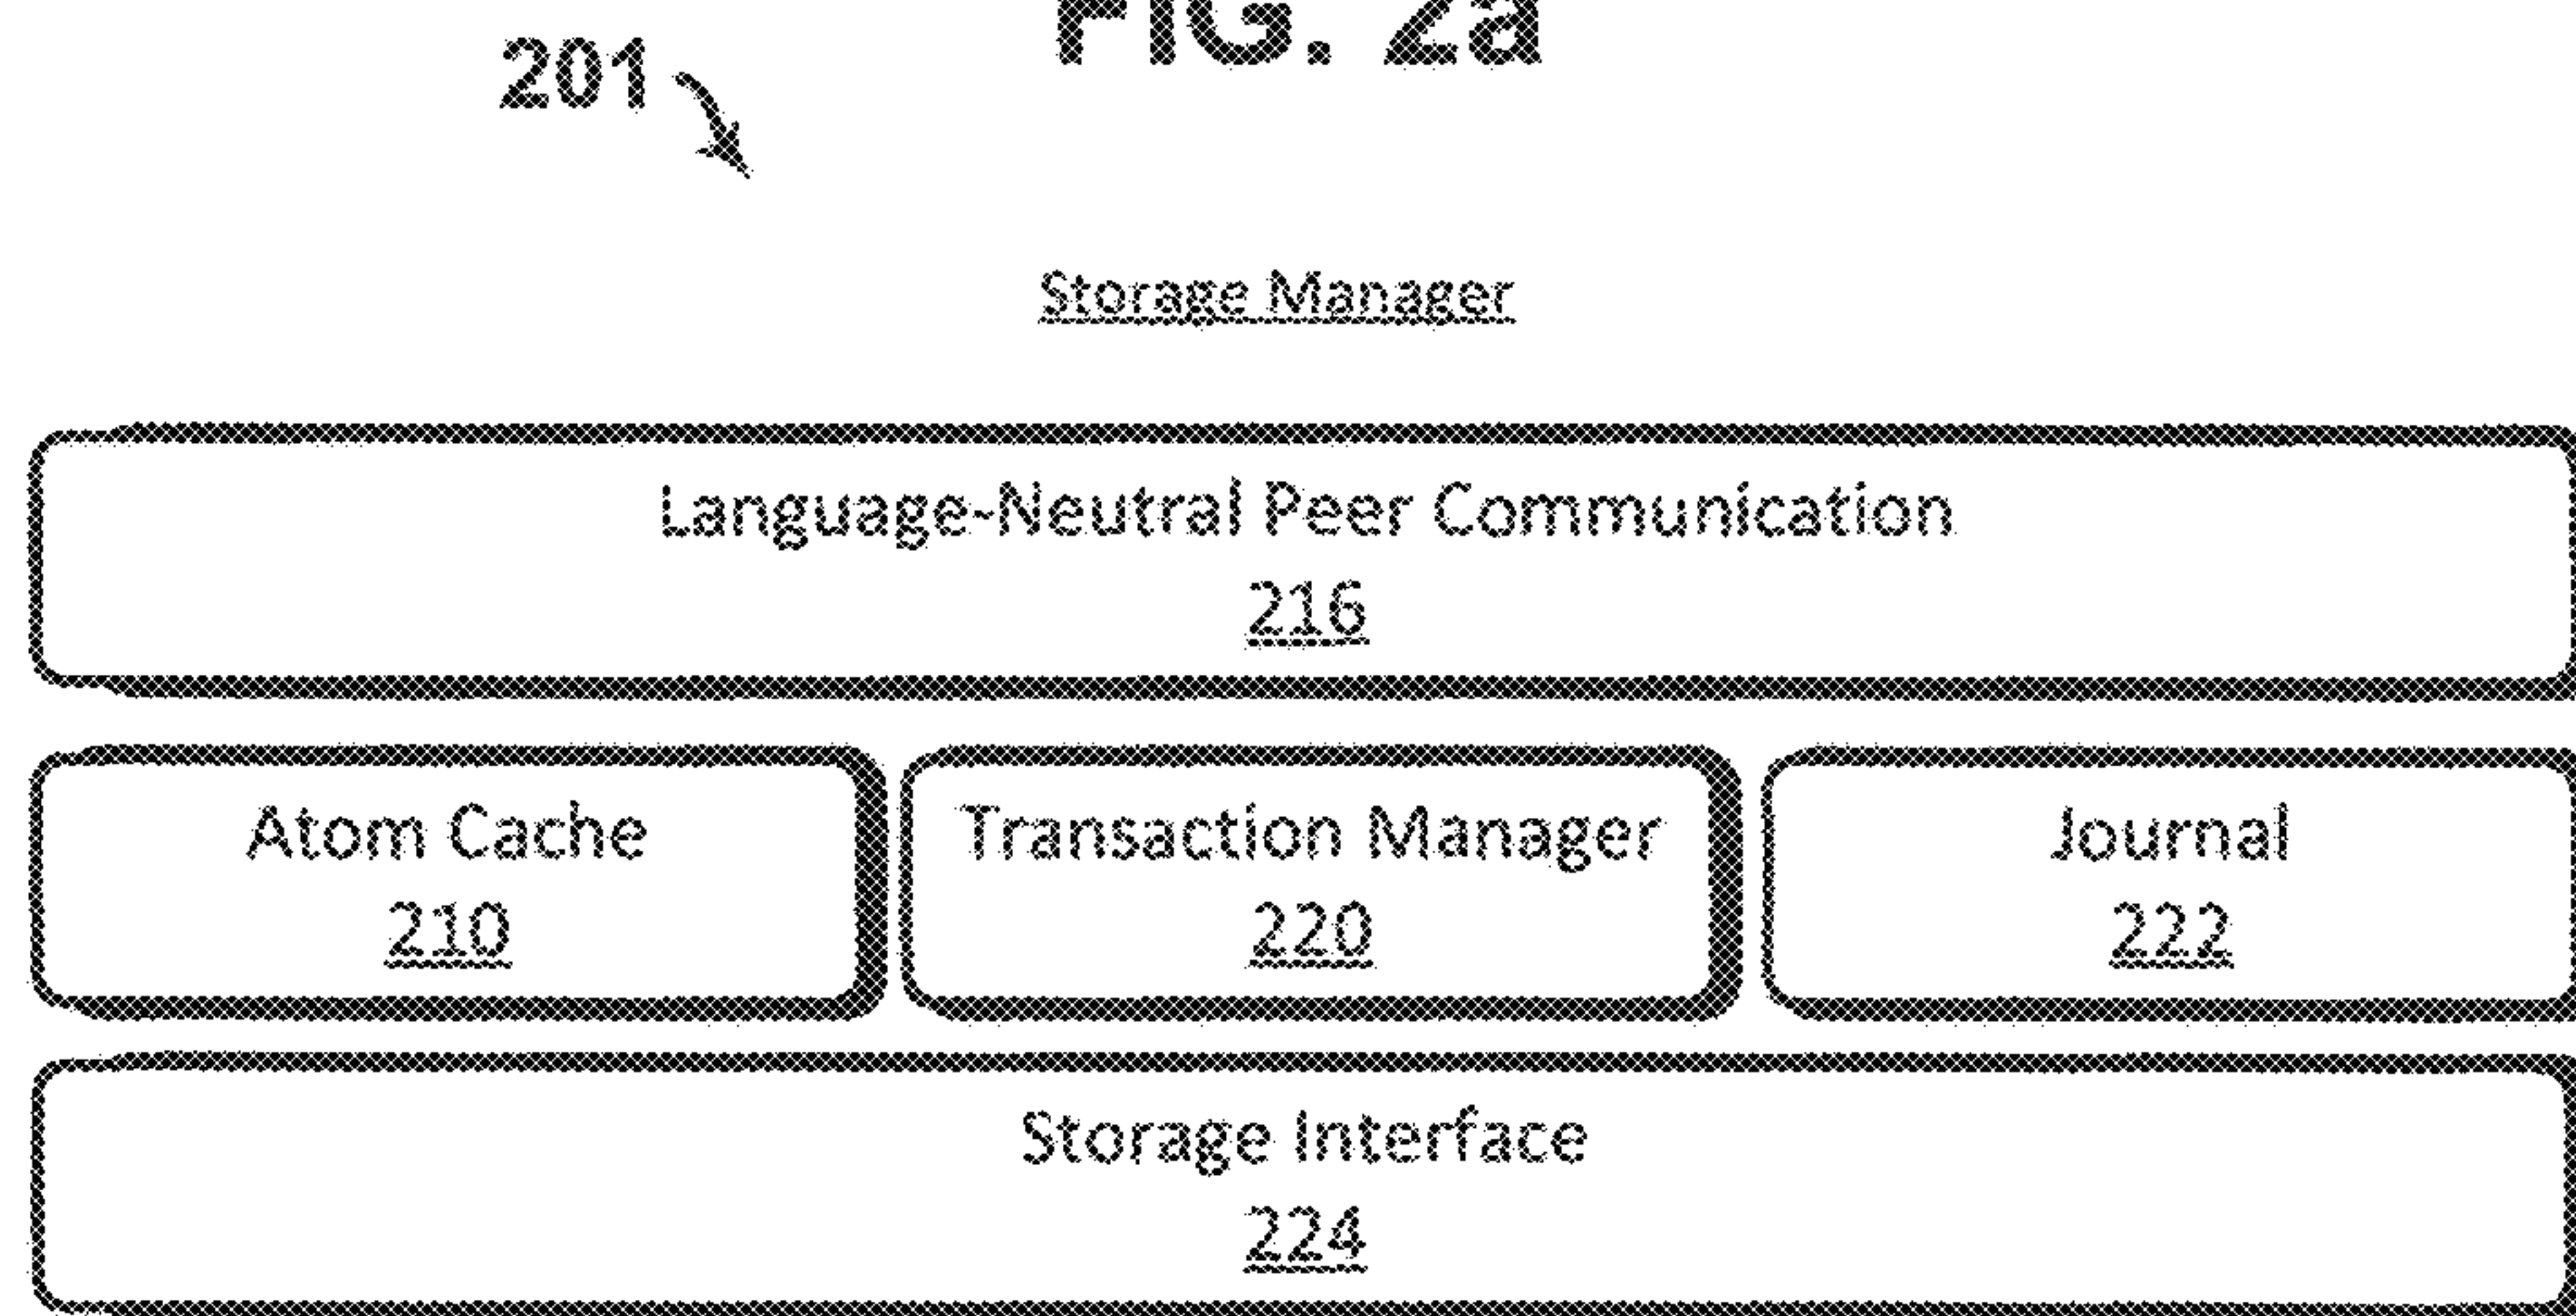 FIG. 2a
201
Storage Manager
Language-Neutral Peer Communication
216
Atom Cache
210
Transaction Manager
220
Journal
222
Storage Interface
224